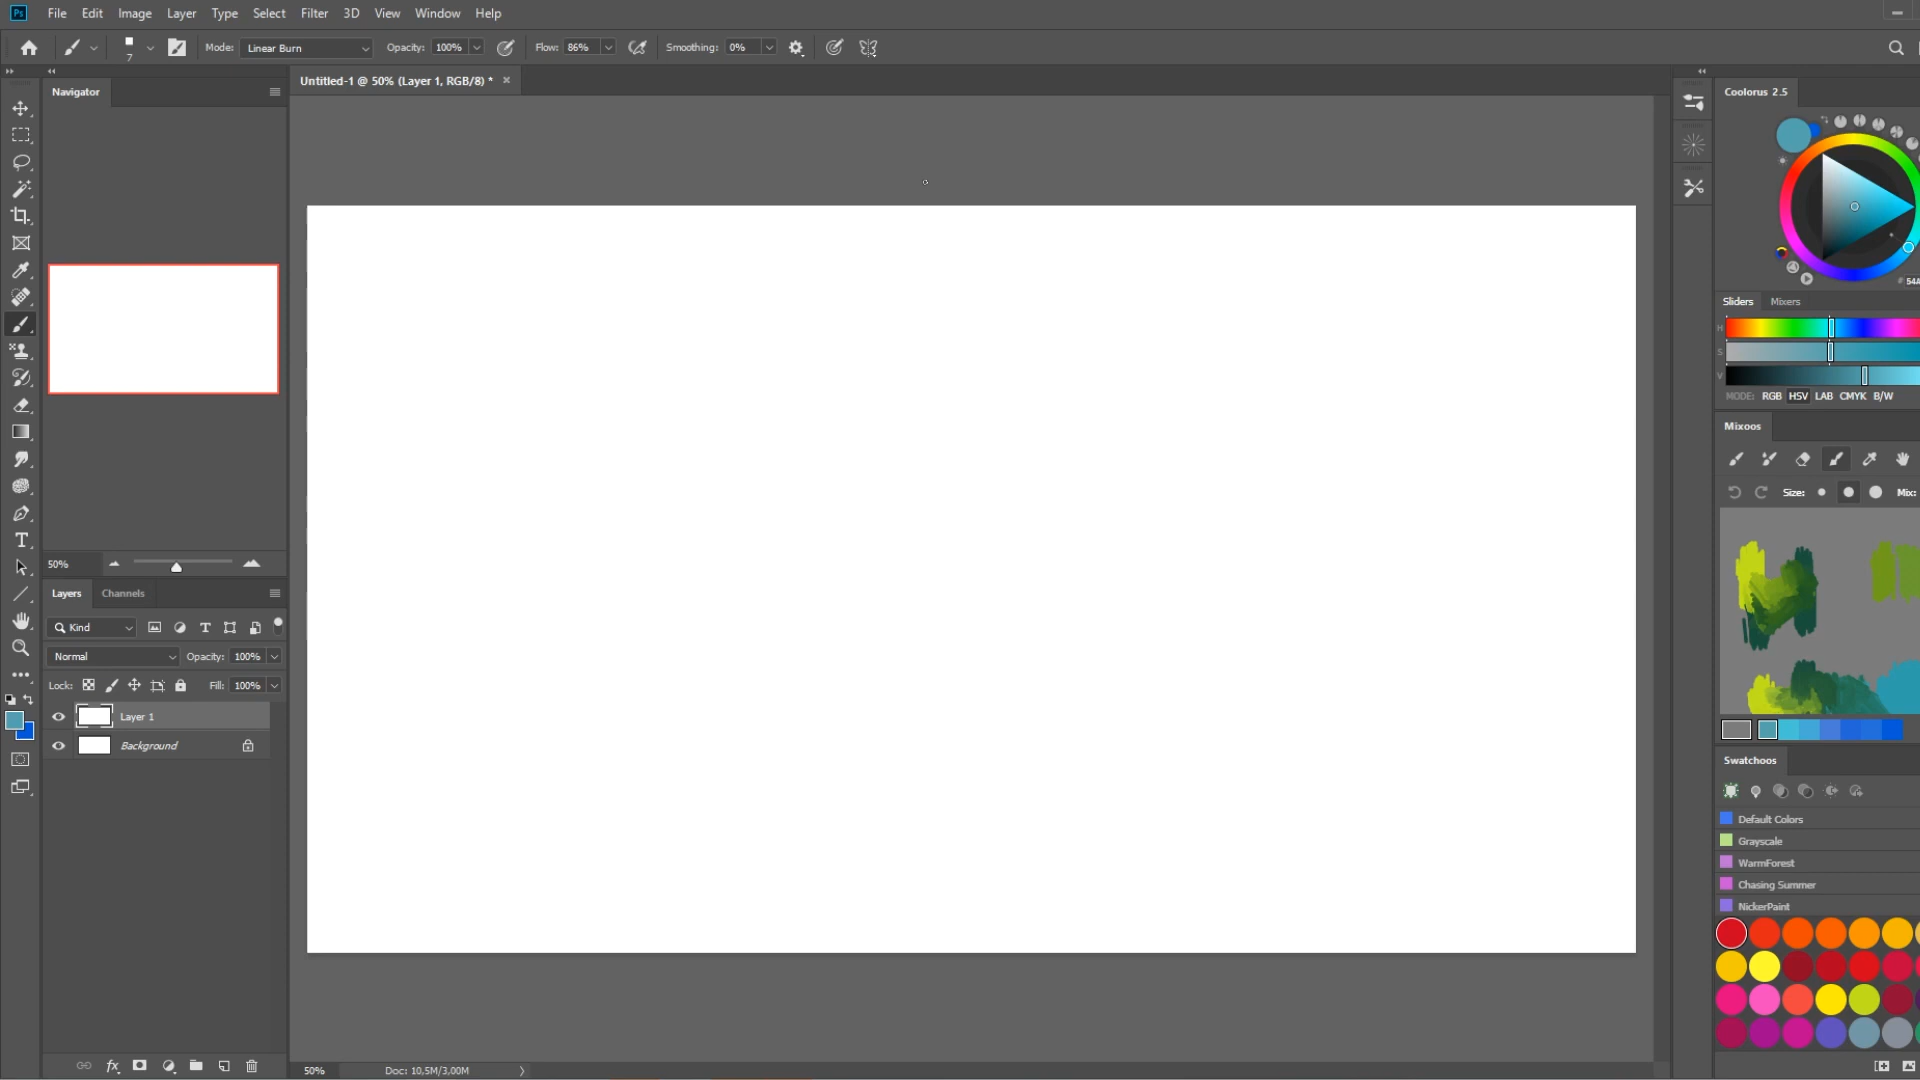 Ps File Edit Image Layer Type Select Filter 3D View Window Help
7 Mode: Linear Burn Opacity: 100% Flow: 86% Smoothing: 0%
Navigator
Untitled-1 @ 50% (Layer 1, RGB/8) *
Coolorus 2.5
# 54A
Sliders Mixers
H
S
V
MODE: RGB HSV LAB CMYK B/W
Mixoos
Size: Mix:
50%
Layers Channels
Kind
Normal Opacity: 100%
Lock: Fill: 100%
Layer 1
Background
Swatchoos
Default Colors
Grayscale
WarmForest
Chasing Summer
NickerPaint
fx
50% Doc: 10,5M/3,00M